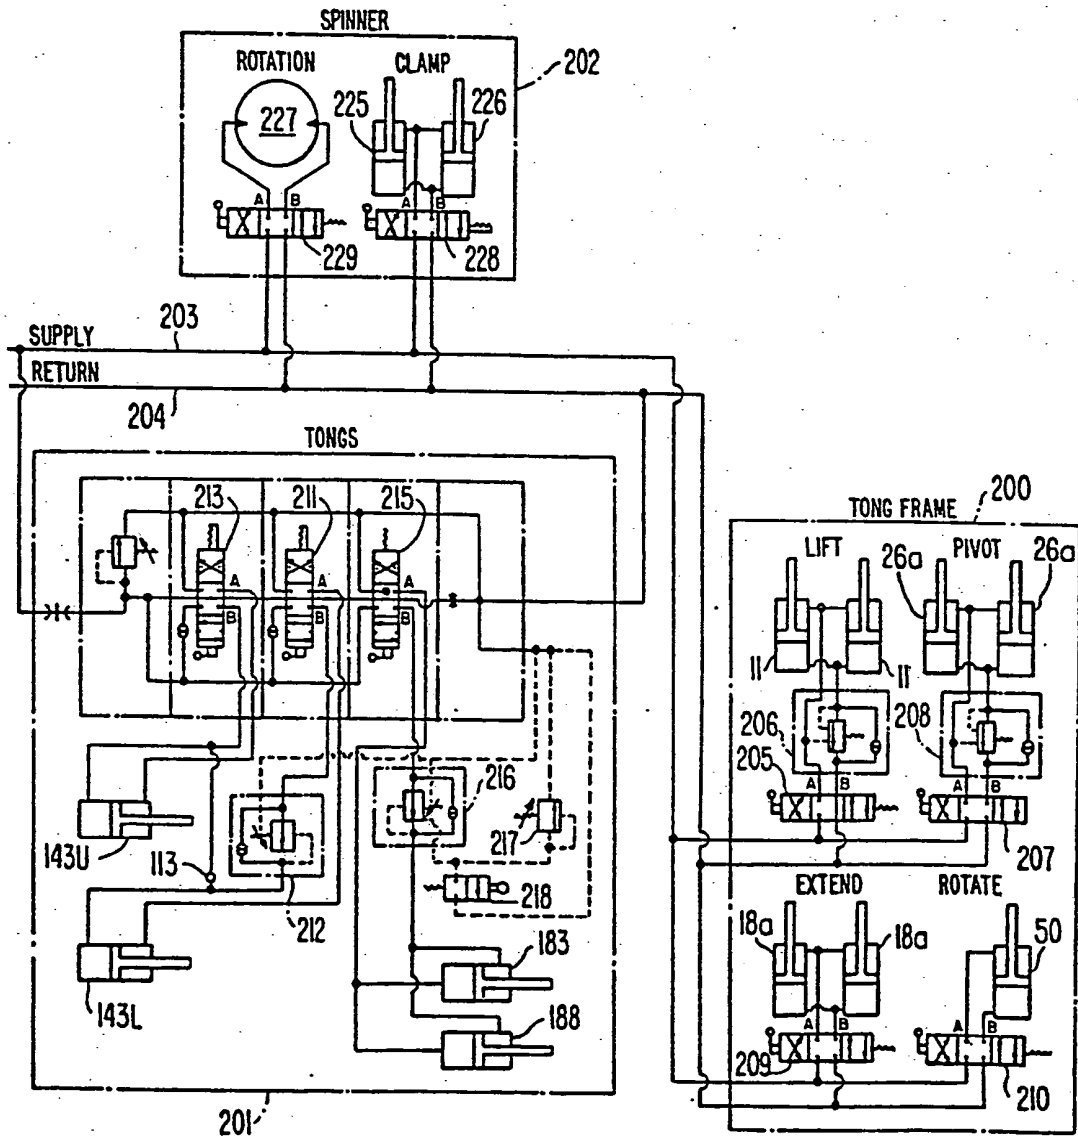 SPINNER
202
ROTATION
CLAMP
225
226
227
A B
A B
229
228
203
SUPPLY
RETURN
204
TONGS
213
211
215
A
A
A
B
B
B
200
TONG FRAME
LIFT
PIVOT
26a
26a
11
11
206
208
205
A B
A B
207
216
217
218
143U
113
212
EXTEND
ROTATE
18a
18a
50
183
A B
A B
143L
188
209
210
201